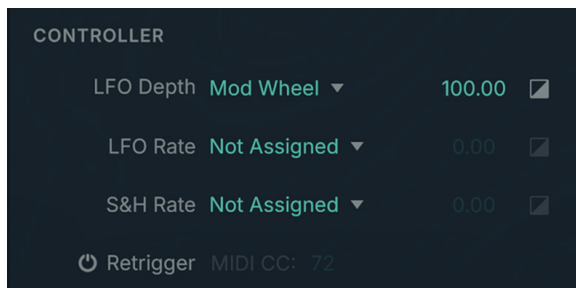 CONTROLLER
LFO Depth Mod Wheel 100.00
LFO Rate Not Assigned 0.00
S&H Rate Not Assigned 0.00
Retrigger MIDI CC: 72